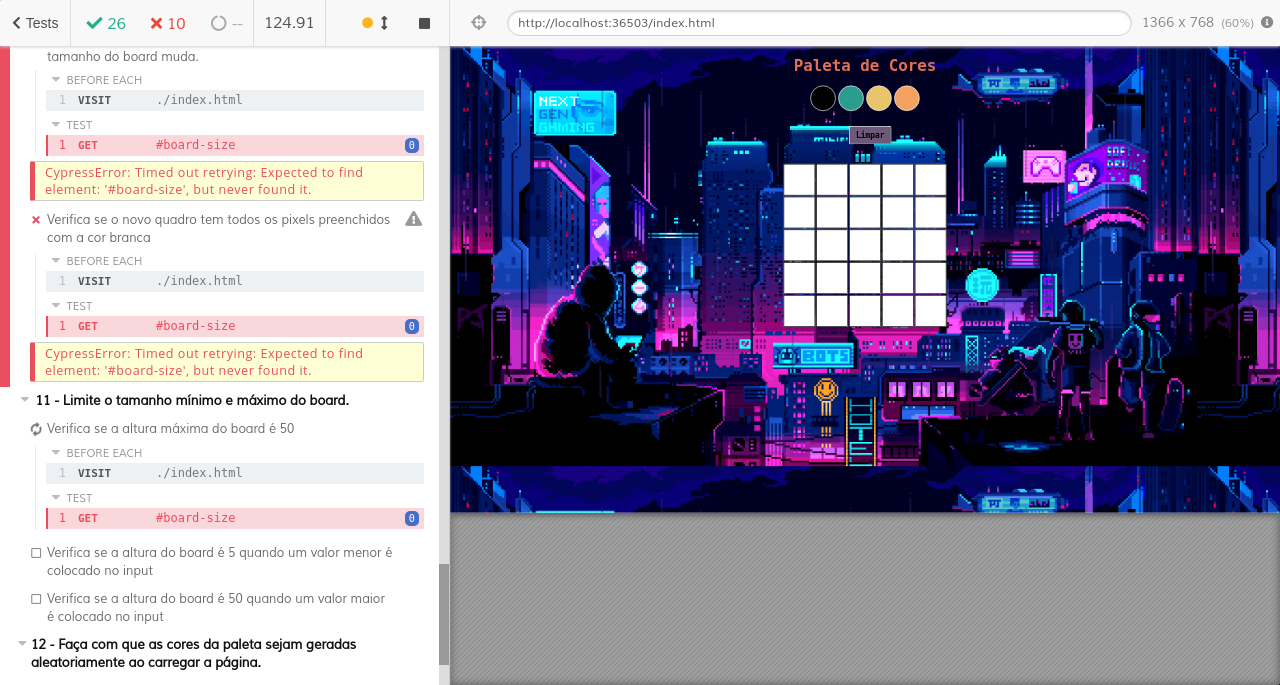 Tests
26
10
--
124.91
http://localhost:36503/index.html
1366 x 768 (60%)
tamanho do board muda.
BEFORE EACH
1 VISIT ./index.html
TEST
1 GET #board-size 0
CypressError: Timed out retrying: Expected to find
element: '#board-size', but never found it.
Verifica se o novo quadro tem todos os pixels preenchidos
com a cor branca
BEFORE EACH
1 VISIT ./index.html
TEST
1 GET #board-size 0
CypressError: Timed out retrying: Expected to find
element: '#board-size', but never found it.
11 - Limite o tamanho mínimo e máximo do board.
Verifica se a altura máxima do board é 50
BEFORE EACH
1 VISIT ./index.html
TEST
1 GET #board-size 0
Verifica se a altura do board é 5 quando um valor menor é
colocado no input
Verifica se a altura do board é 50 quando um valor maior
é colocado no input
12 - Faça com que as cores da paleta sejam geradas
aleatoriamente ao carregar a página.
Paleta de Cores
Limpar
NEXT
GEN
GAMING
BOTS
HOTE